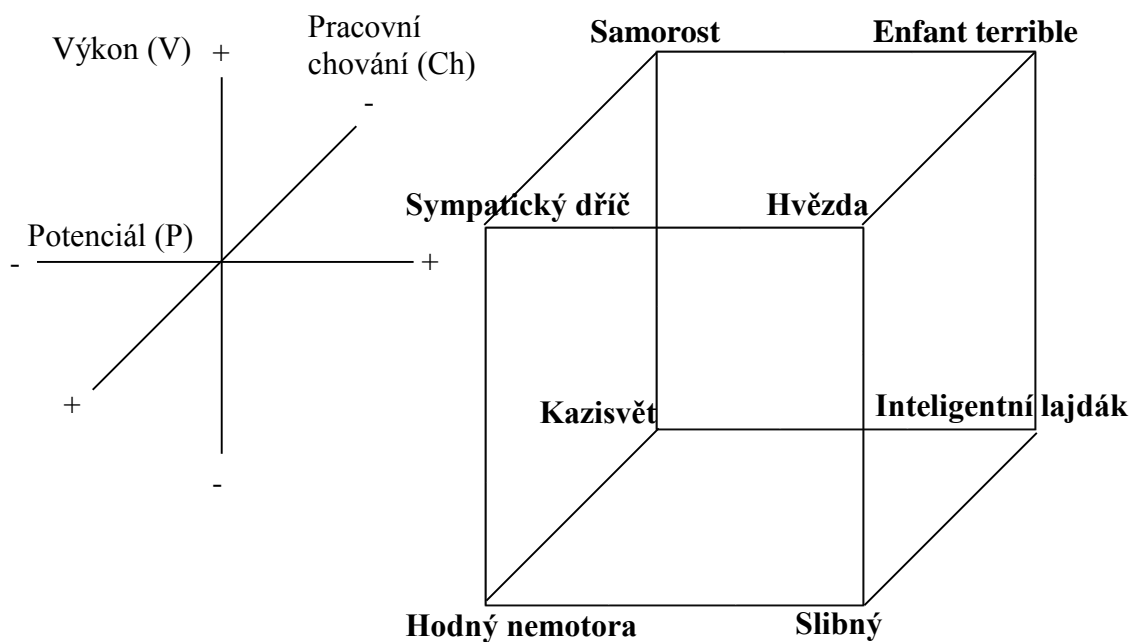 Výkon (V)
+
Pracovní
chování (Ch)
-
Potenciál (P)
-
+
+
-
Samorost
Enfant terrible
Sympatický dříč
Hvězda
Kazisvět
Inteligentní lajdák
Hodný nemotora
Slibný